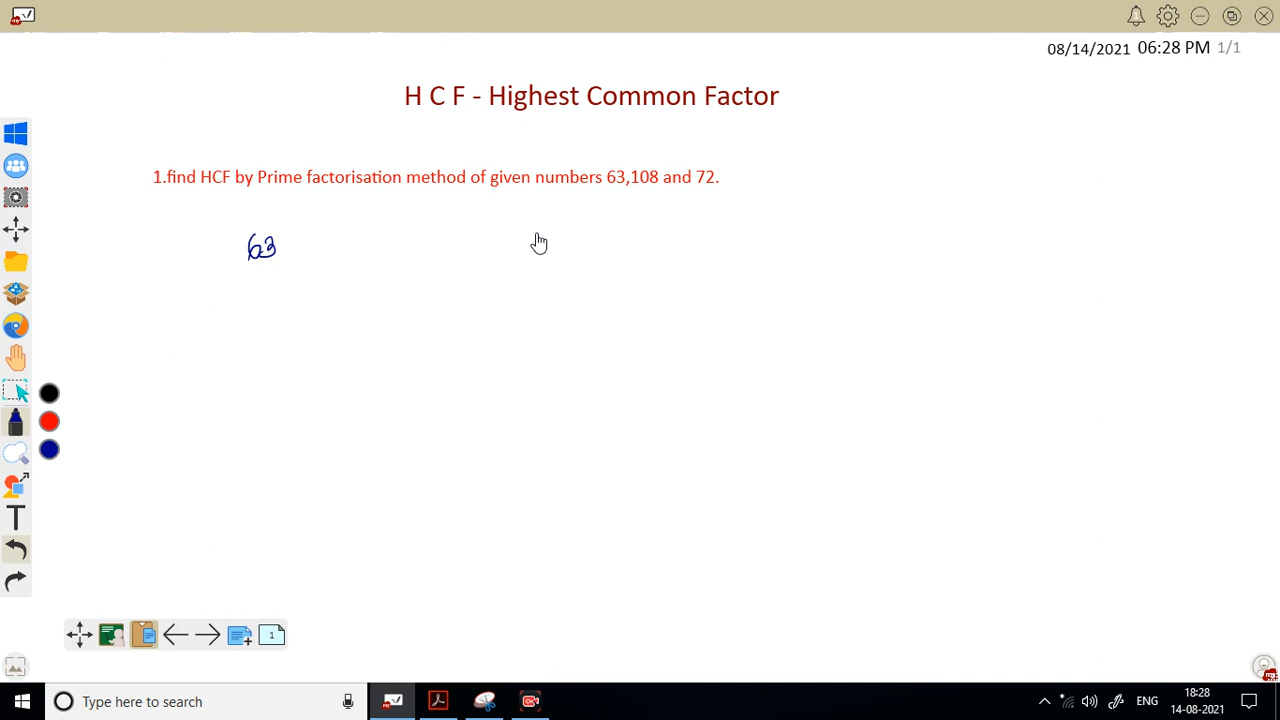 08/14/2021 06:28 PM 1/1
H C F - Highest Common Factor
1.find HCF by Prime factorisation method of given numbers 63,108 and 72.
63
T
1
Type here to search
ENG
18:28
14-08-2021